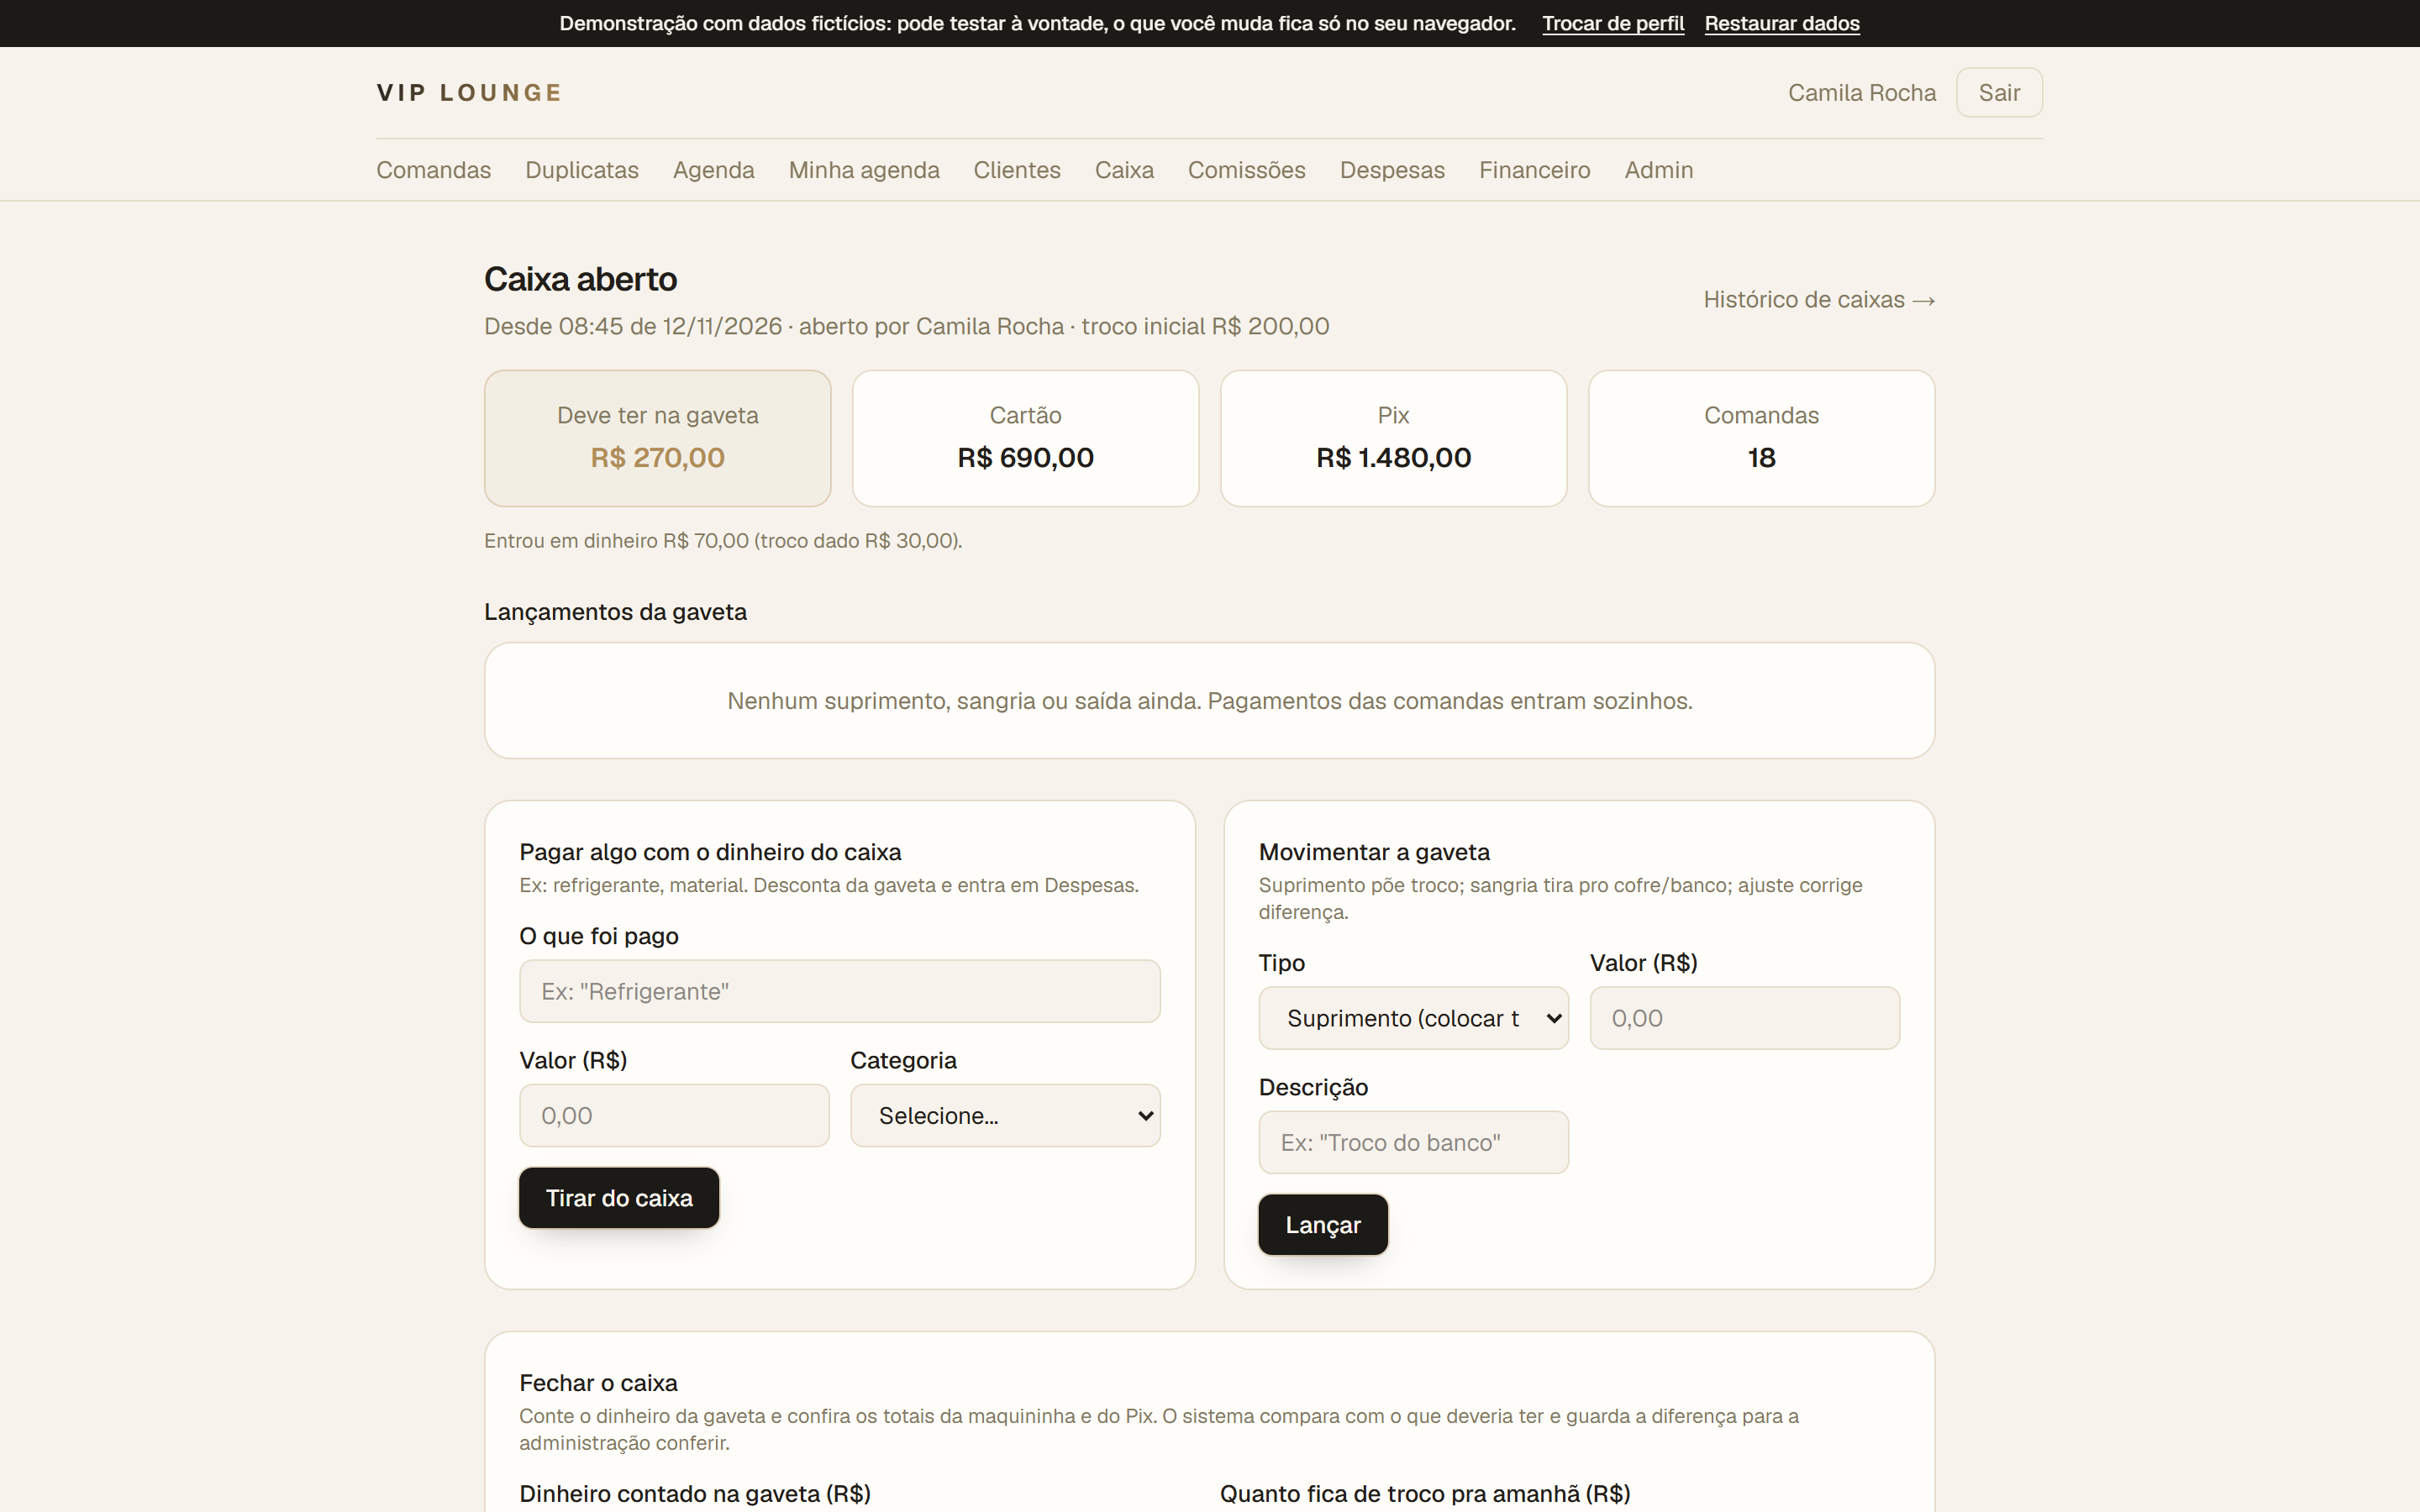 Demonstração com dados fictícios: pode testar à vontade, o que você muda fica só no seu navegador. Trocar de perfil Restaurar dados
VIP LOUNGE
Camila Rocha Sair
Comandas Duplicatas Agenda Minha agenda Clientes Caixa Comissões Despesas Financeiro Admin
Caixa aberto
Histórico de caixas →
Desde 08:45 de 12/11/2026 · aberto por Camila Rocha · troco inicial R$ 200,00
Deve ter na gaveta
R$ 270,00
Cartão
R$ 690,00
Pix
R$ 1.480,00
Comandas
18
Entrou em dinheiro R$ 70,00 (troco dado R$ 30,00).
Lançamentos da gaveta
Nenhum suprimento, sangria ou saída ainda. Pagamentos das comandas entram sozinhos.
Pagar algo com o dinheiro do caixa
Ex: refrigerante, material. Desconta da gaveta e entra em Despesas.
O que foi pago
Ex: "Refrigerante"
Valor (R$) Categoria
0,00 Selecione...
Tirar do caixa
Movimentar a gaveta
Suprimento põe troco; sangria tira pro cofre/banco; ajuste corrige
diferença.
Tipo Valor (R$)
Suprimento (colocar t 0,00
Descrição
Ex: "Troco do banco"
Lançar
Fechar o caixa
Conte o dinheiro da gaveta e confira os totais da maquininha e do Pix. O sistema compara com o que deveria ter e guarda a diferença para a
administração conferir.
Dinheiro contado na gaveta (R$) Quanto fica de troco pra amanhã (R$)